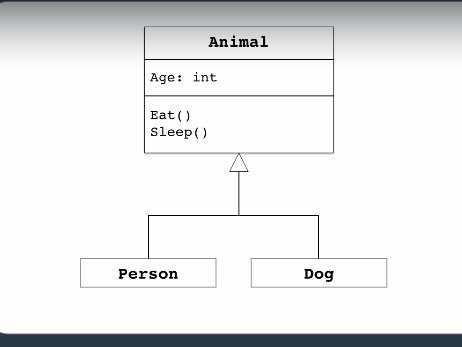 Animal
Age: int
Eat()
Sleep()
Person
Dog